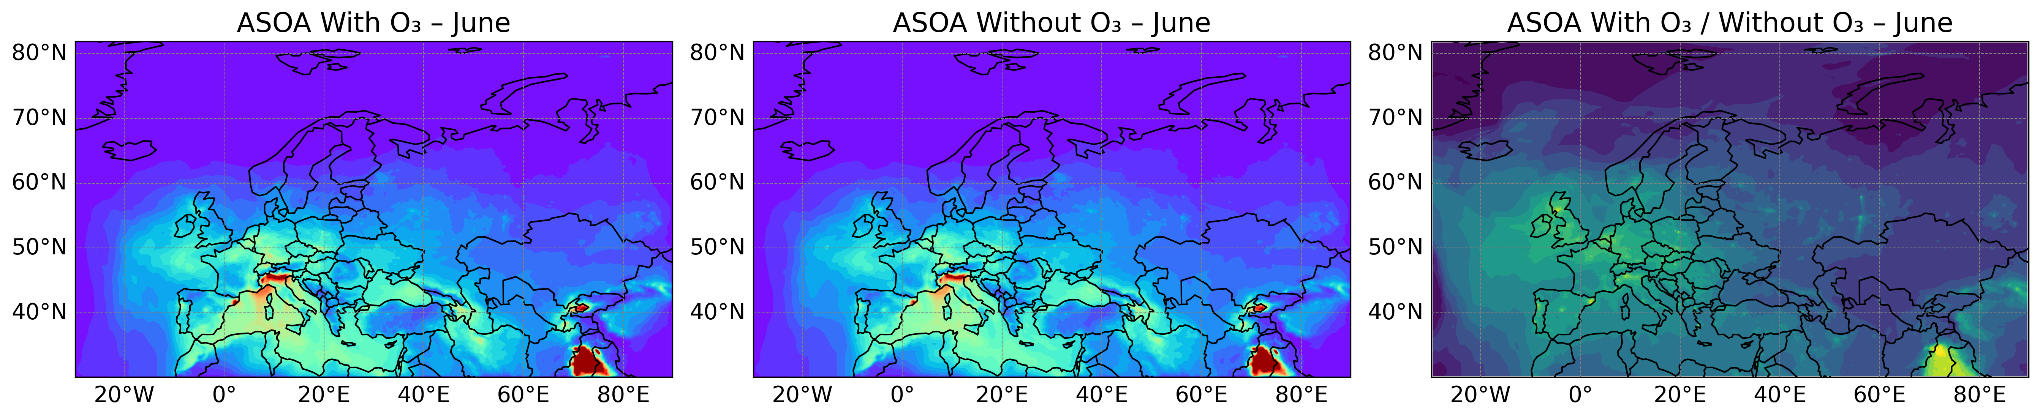 ASOA With O₃ – June
ASOA Without O₃ – June
ASOA With O₃ / Without O₃ – June
80°N
70°N
60°N
50°N
40°N
20°W 0° 20°E 40°E 60°E 80°E
80°N
70°N
60°N
50°N
40°N
20°W 0° 20°E 40°E 60°E 80°E
80°N
70°N
60°N
50°N
40°N
20°W 0° 20°E 40°E 60°E 80°E